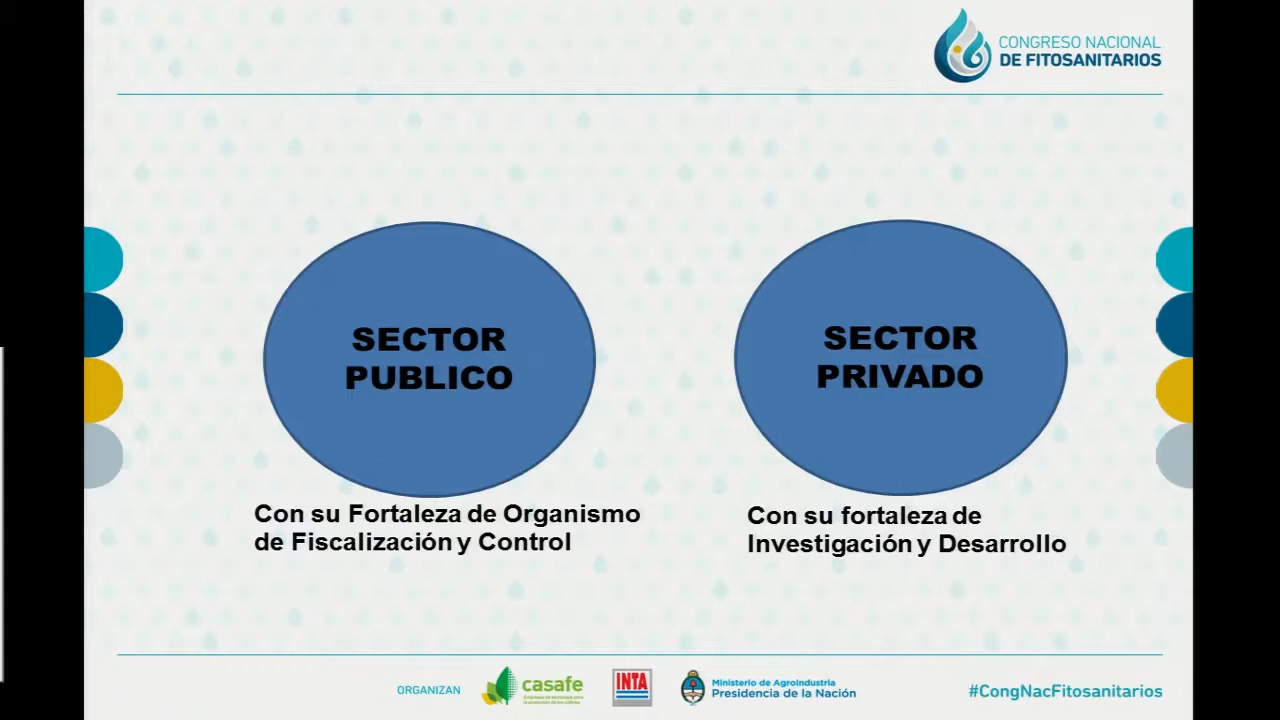 CONGRESO NACIONAL
DE FITOSANITARIOS
SECTOR
PUBLICO
SECTOR
PRIVADO
Con su Fortaleza de Organismo
de Fiscalización y Control
Con su fortaleza de
Investigación y Desarrollo
ORGANIZAN
casafe
INTA
Ministerio de Agroindustria
Presidencia de la Nación
#CongNacFitosanitarios